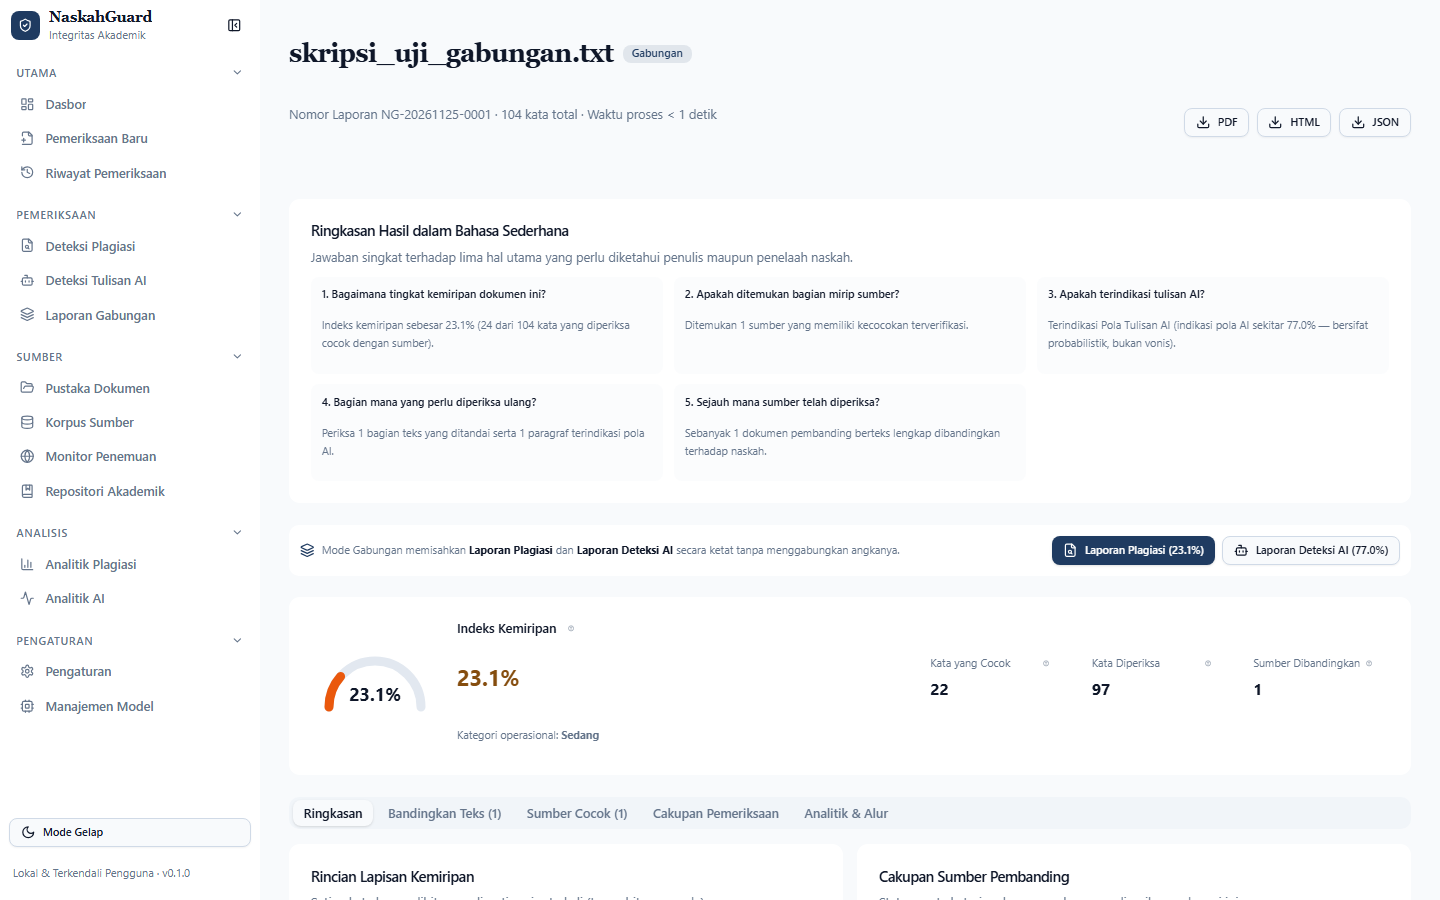 NaskahGuard
Integritas Akademik
UTAMA
Dasbor
Pemeriksaan Baru
Riwayat Pemeriksaan
PEMERIKSAAN
Deteksi Plagiasi
Deteksi Tulisan AI
Laporan Gabungan
SUMBER
Pustaka Dokumen
Korpus Sumber
Monitor Penemuan
Repositori Akademik
ANALISIS
Analitik Plagiasi
Analitik AI
PENGATURAN
Pengaturan
Manajemen Model
Mode Gelap
Lokal & Terkendali Pengguna · v0.1.0
skripsi_uji_gabungan.txt
Gabungan
Nomor Laporan NG-20261125-0001 · 104 kata total · Waktu proses < 1 detik
PDF
HTML
JSON
Ringkasan Hasil dalam Bahasa Sederhana
Jawaban singkat terhadap lima hal utama yang perlu diketahui penulis maupun penelaah naskah.
1. Bagaimana tingkat kemiripan dokumen ini?
Indeks kemiripan sebesar 23.1% (24 dari 104 kata yang diperiksa
cocok dengan sumber).
2. Apakah ditemukan bagian mirip sumber?
Ditemukan 1 sumber yang memiliki kecocokan terverifikasi.
3. Apakah terindikasi tulisan AI?
Terindikasi Pola Tulisan AI (indikasi pola AI sekitar 77.0% — bersifat
probabilistik, bukan vonis).
4. Bagian mana yang perlu diperiksa ulang?
Periksa 1 bagian teks yang ditandai serta 1 paragraf terindikasi pola
AI.
5. Sejauh mana sumber telah diperiksa?
Sebanyak 1 dokumen pembanding berteks lengkap dibandingkan
terhadap naskah.
Mode Gabungan memisahkan Laporan Plagiasi dan Laporan Deteksi AI secara ketat tanpa menggabungkan angkanya.
Laporan Plagiasi (23.1%)
Laporan Deteksi AI (77.0%)
23.1%
Indeks Kemiripan
23.1%
Kategori operasional: Sedang
Kata yang Cocok
22
Kata Diperiksa
97
Sumber Dibandingkan
1
Ringkasan
Bandingkan Teks (1)
Sumber Cocok (1)
Cakupan Pemeriksaan
Analitik & Alur
Rincian Lapisan Kemiripan
Cakupan Sumber Pembanding